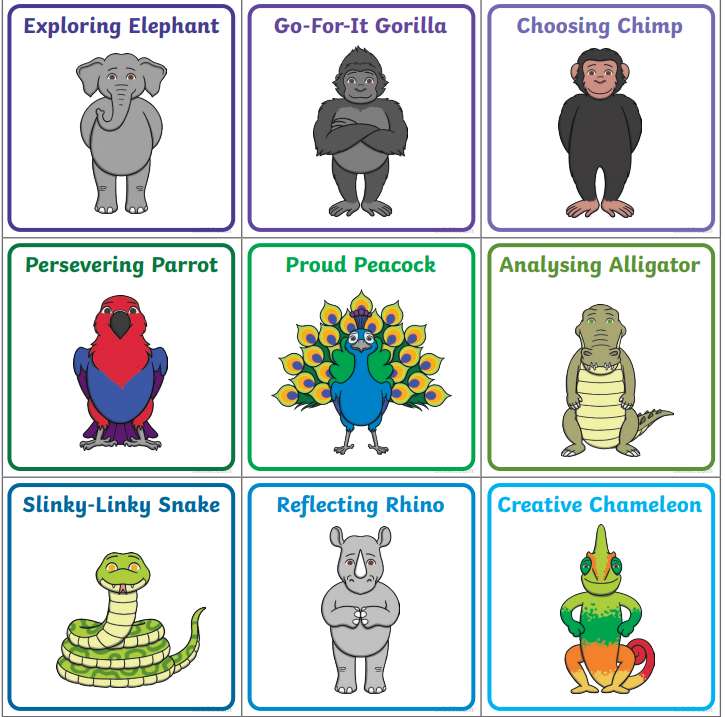 Exploring Elephant
Go-For-It Gorilla
Choosing Chimp
Persevering Parrot
Proud Peacock
Analysing Alligator
Slinky-Linky Snake
Reflecting Rhino
Creative Chameleon